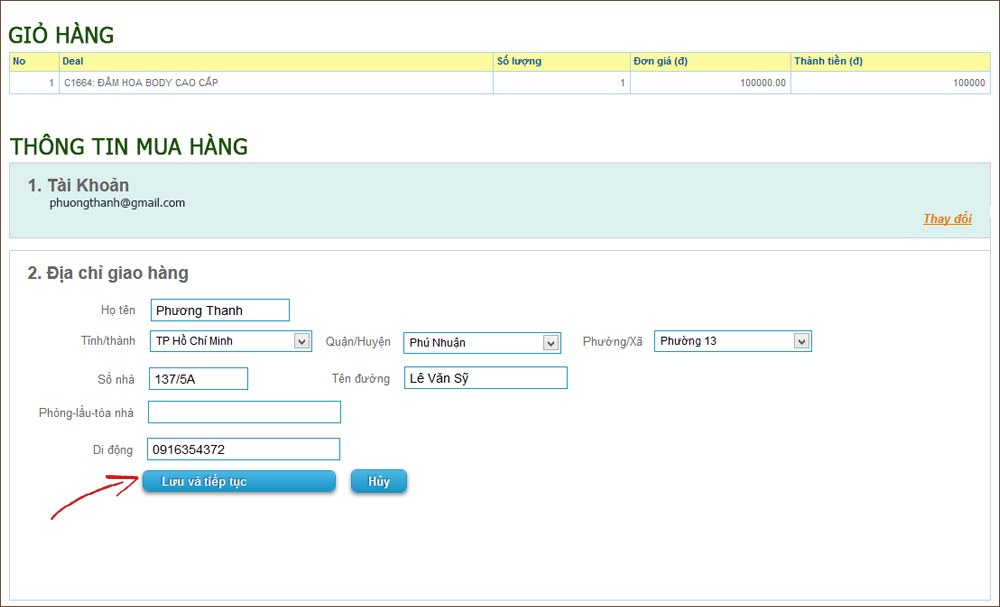 GIỎ HÀNG
No Deal Số lượng Đơn giá (đ) Thành tiền (đ)
1 C1664: ĐẦM HOA BODY CAO CẤP 1 100000.00 100000
THÔNG TIN MUA HÀNG
1. Tài Khoản
phuongthanh@gmail.com
Thay đổi
2. Địa chỉ giao hàng
Họ tên Phương Thanh
Tỉnh/thành TP Hồ Chí Minh Quận/Huyện Phú Nhuận Phường/Xã Phường 13
Số nhà 137/5A Tên đường Lê Văn Sỹ
Phòng-lầu-tòa nhà
Di động 0916354372
Lưu và tiếp tục Hủy